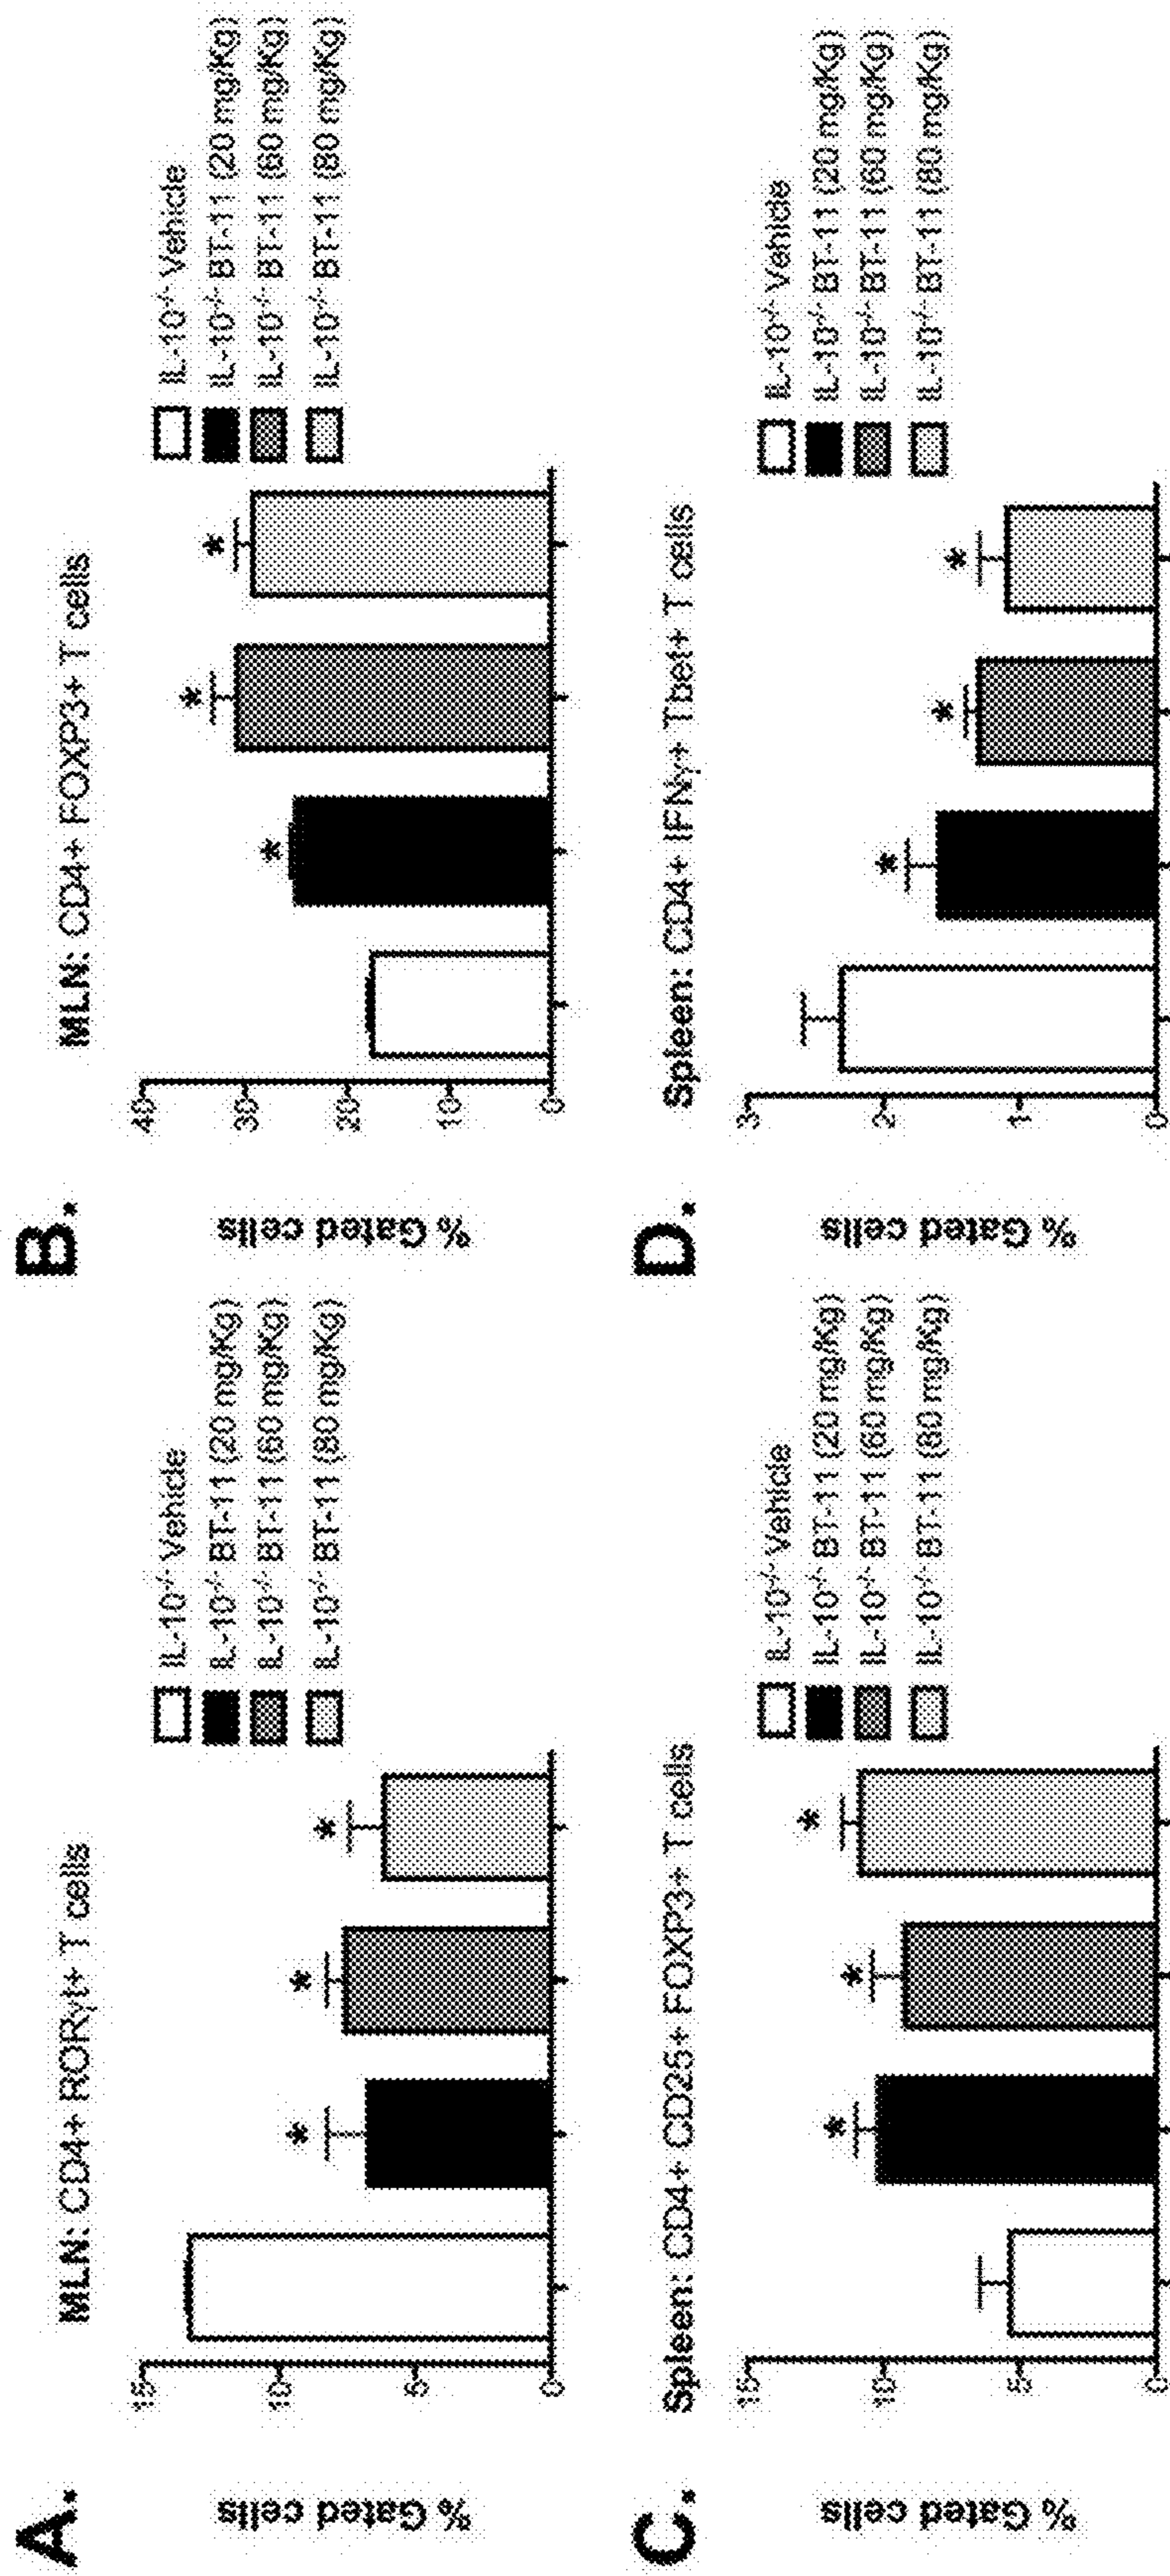 A.
MLN: CD4+ RORγt+ T cells
% Gated cells
15
10
5
0
*
*
*
IL-10-/- Vehicle
IL-10-/- BT-11 (20 mg/Kg)
IL-10-/- BT-11 (60 mg/Kg)
IL-10-/- BT-11 (80 mg/Kg)
B.
MLN: CD4+ FOXP3+ T cells
% Gated cells
40
30
20
10
0
*
*
*
IL-10-/- Vehicle
IL-10-/- BT-11 (20 mg/Kg)
IL-10-/- BT-11 (60 mg/Kg)
IL-10-/- BT-11 (80 mg/Kg)
C.
Spleen: CD4+ CD25+ FOXP3+ T cells
% Gated cells
15
10
5
0
*
*
*
IL-10-/- Vehicle
IL-10-/- BT-11 (20 mg/Kg)
IL-10-/- BT-11 (60 mg/Kg)
IL-10-/- BT-11 (80 mg/Kg)
D.
Spleen: CD4+ IFNγ+ Tbet+ T cells
% Gated cells
3
2
1
0
*
*
*
IL-10-/- Vehicle
IL-10-/- BT-11 (20 mg/Kg)
IL-10-/- BT-11 (60 mg/Kg)
IL-10-/- BT-11 (80 mg/Kg)